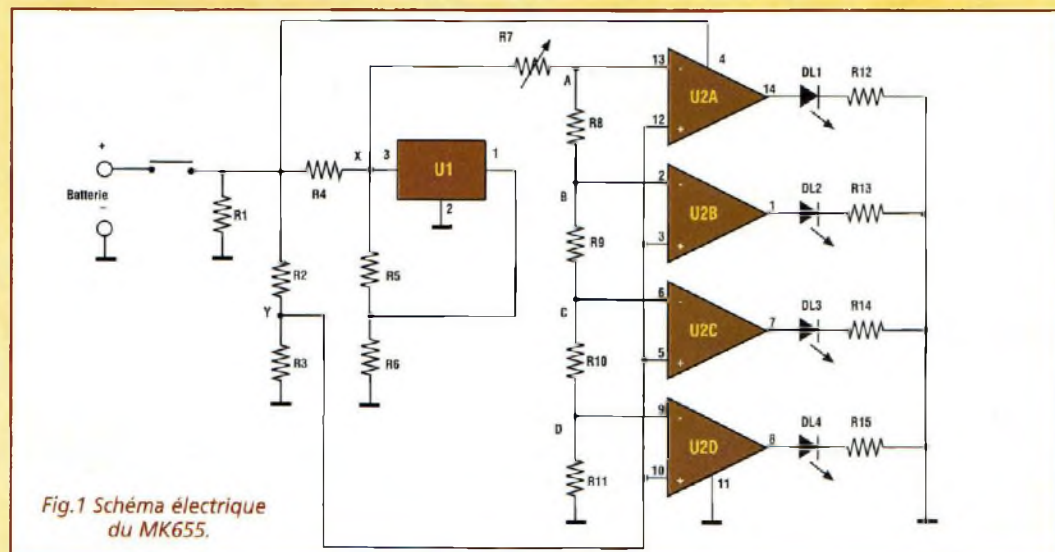 R7
4
13
A
-
U2A
14
DL1
R12
12
+
R8
+
Batterie
-
R1
R4
X
3
U1
1
2
2
-
B
U2B
1
DL2
R13
3
+
R9
R2
R5
Y
6
-
C
U2C
7
DL3
R14
5
+
R3
R6
R10
9
-
D
U2D
8
DL4
R15
10
+
11
R11
Fig.1 Schéma électrique
du MK655.